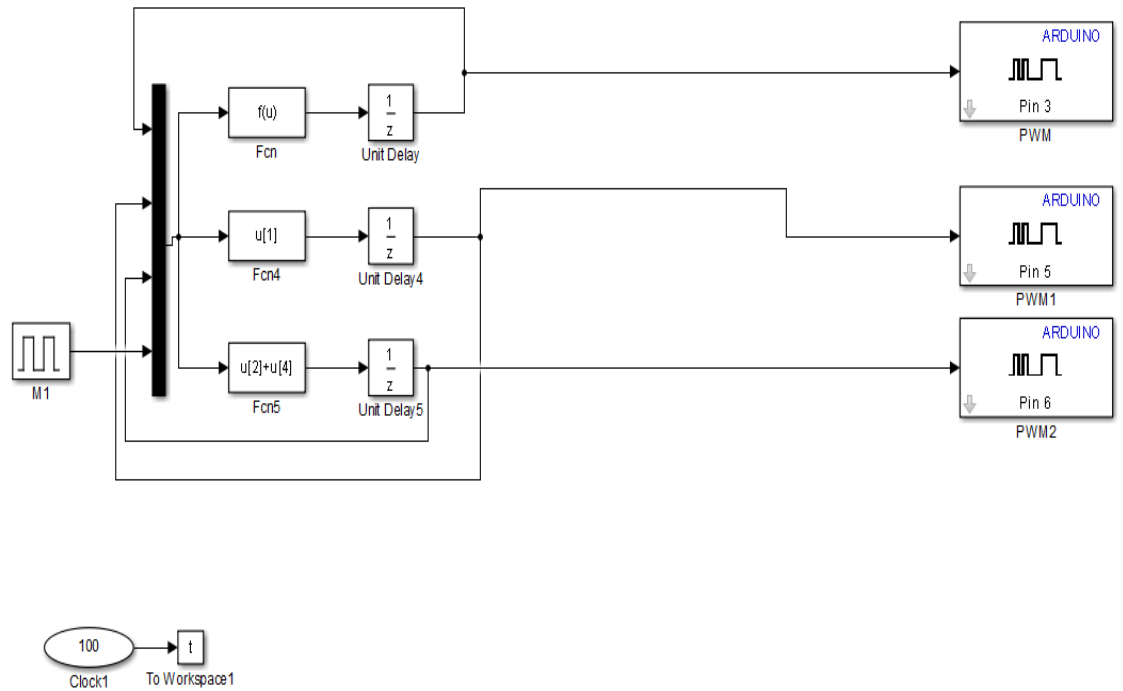 ARDUINO
Pin 3
PWM
f(u)
Fcn
1
z
Unit Delay
ARDUINO
Pin 5
PWM1
u[1]
Fcn4
1
z
Unit Delay4
M1
u[2]+u[4]
Fcn5
1
z
Unit Delay5
ARDUINO
Pin 6
PWM2
100
Clock1
t
To Workspace1